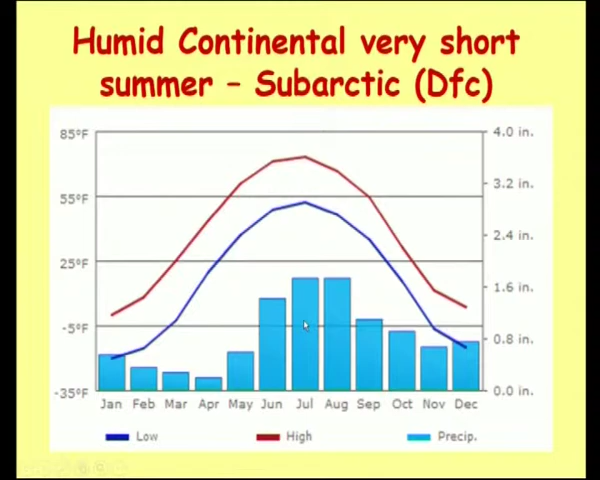 Humid Continental very short
summer – Subarctic (Dfc)
85°F
55°F
25°F
-5°F
-35°F
4.0 in.
3.2 in.
2.4 in.
1.6 in.
0.8 in.
0.0 in.
Jan Feb Mar Apr May Jun Jul Aug Sep Oct Nov Dec
Low High Precip.